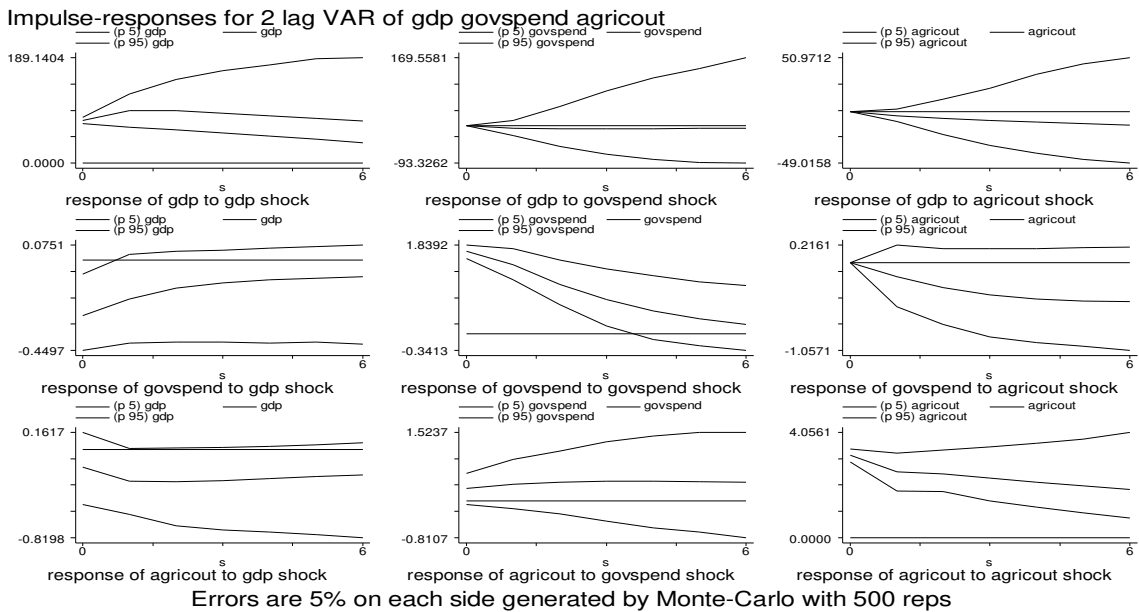 Impulse-responses for 2 lag VAR of gdp govspend agricout
(p 5) gdp gdp
(p 95) gdp
189.1404
0.0000
0 6
s
response of gdp to gdp shock
(p 5) govspend govspend
(p 95) govspend
169.5581
-93.3262
0 6
s
response of gdp to govspend shock
(p 5) agricout agricout
(p 95) agricout
50.9712
-49.0158
0 6
s
response of gdp to agricout shock
(p 5) gdp gdp
(p 95) gdp
0.0751
-0.4497
0 6
s
response of govspend to gdp shock
(p 5) govspend govspend
(p 95) govspend
1.8392
-0.3413
0 6
s
response of govspend to govspend shock
(p 5) agricout agricout
(p 95) agricout
0.2161
-1.0571
0 6
s
response of govspend to agricout shock
(p 5) gdp gdp
(p 95) gdp
0.1617
-0.8198
0 6
s
response of agricout to gdp shock
(p 5) govspend govspend
(p 95) govspend
1.5237
-0.8107
0 6
s
response of agricout to govspend shock
(p 5) agricout agricout
(p 95) agricout
4.0561
0.0000
0 6
s
response of agricout to agricout shock
Errors are 5% on each side generated by Monte-Carlo with 500 reps